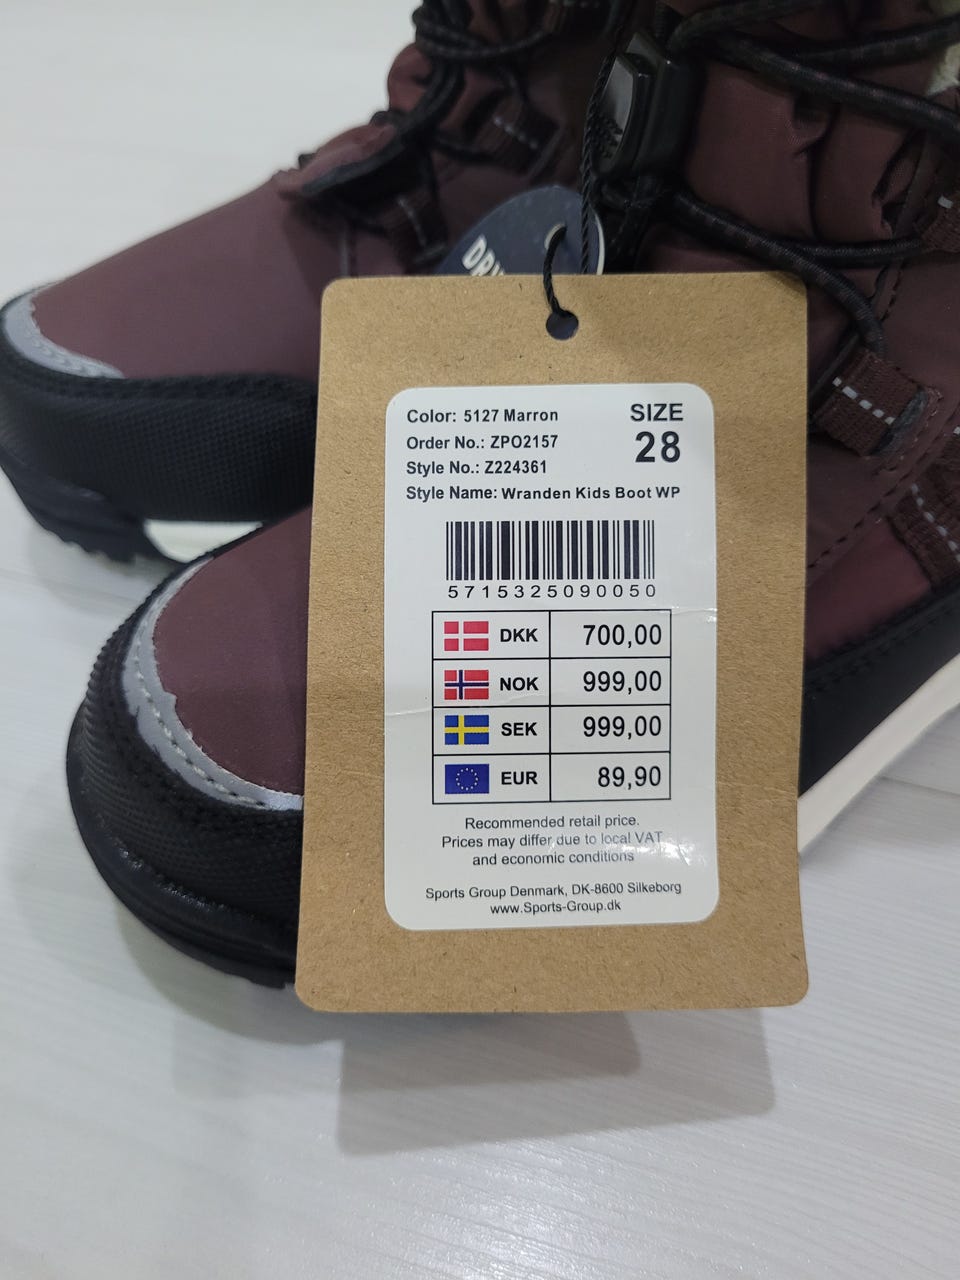 Color: 5127 Marron
SIZE
28
Order No.: ZPO2157
Style No.: Z224361
Style Name: Wranden Kids Boot WP
5715325090050
DKK 700,00
NOK 999,00
SEK 999,00
EUR 89,90
Recommended retail price.
Prices may differ due to local VAT
and economic conditions
Sports Group Denmark, DK-8600 Silkeborg
www.Sports-Group.dk